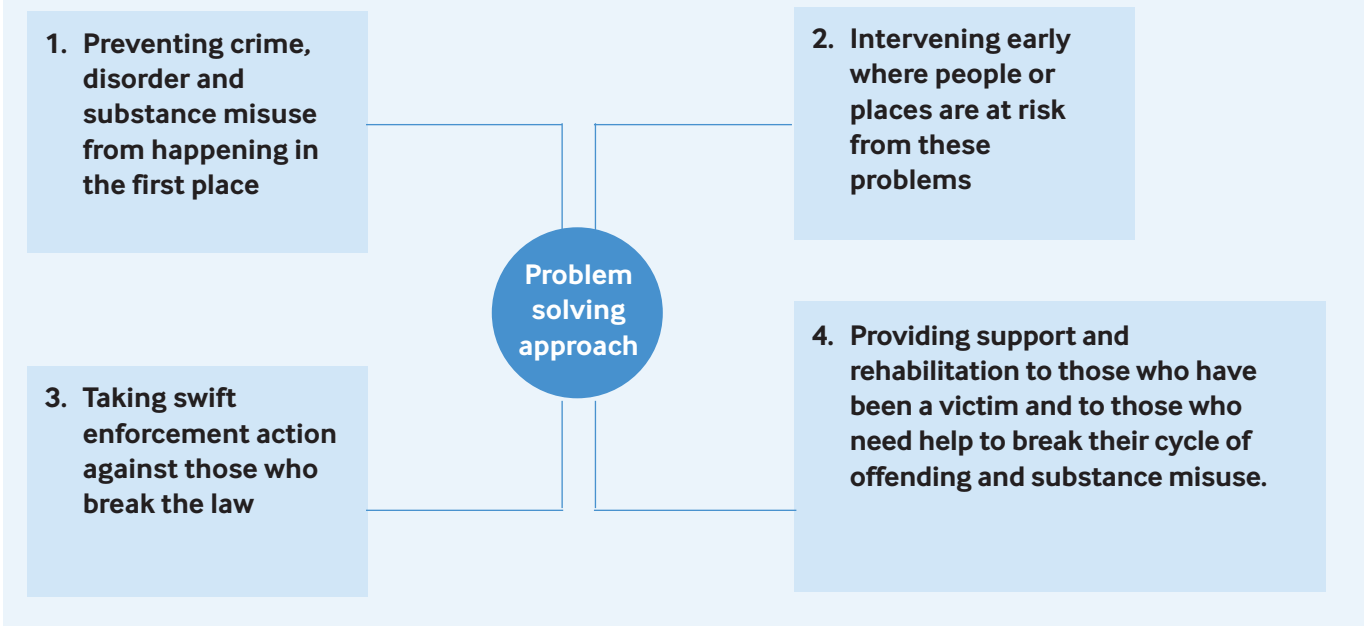 1. Preventing crime,
disorder and
substance misuse
from happening in
the first place
2. Intervening early
where people or
places are at risk
from these
problems
Problem
solving
approach
3. Taking swift
enforcement action
against those who
break the law
4. Providing support and
rehabilitation to those who have
been a victim and to those who
need help to break their cycle of
offending and substance misuse.